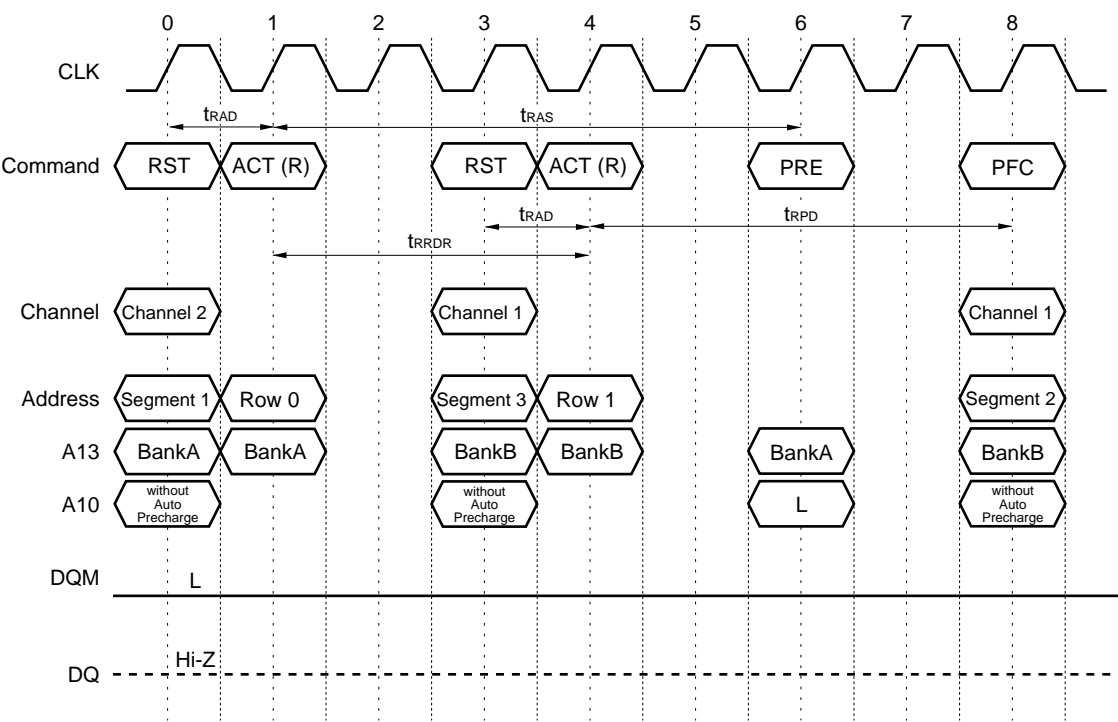 0 1 2 3 4 5 6 7 8
CLK
tRAD tRAS
Command RST ACT (R) RST ACT (R) PRE PFC
tRAD tRPD
tRRDR
Channel Channel 2 Channel 1 Channel 1
Address Segment 1 Row 0 Segment 3 Row 1 Segment 2
A13 BankA BankA BankB BankB BankA BankB
A10 without Auto Precharge without Auto Precharge L without Auto Precharge
DQM L
Hi-Z
DQ